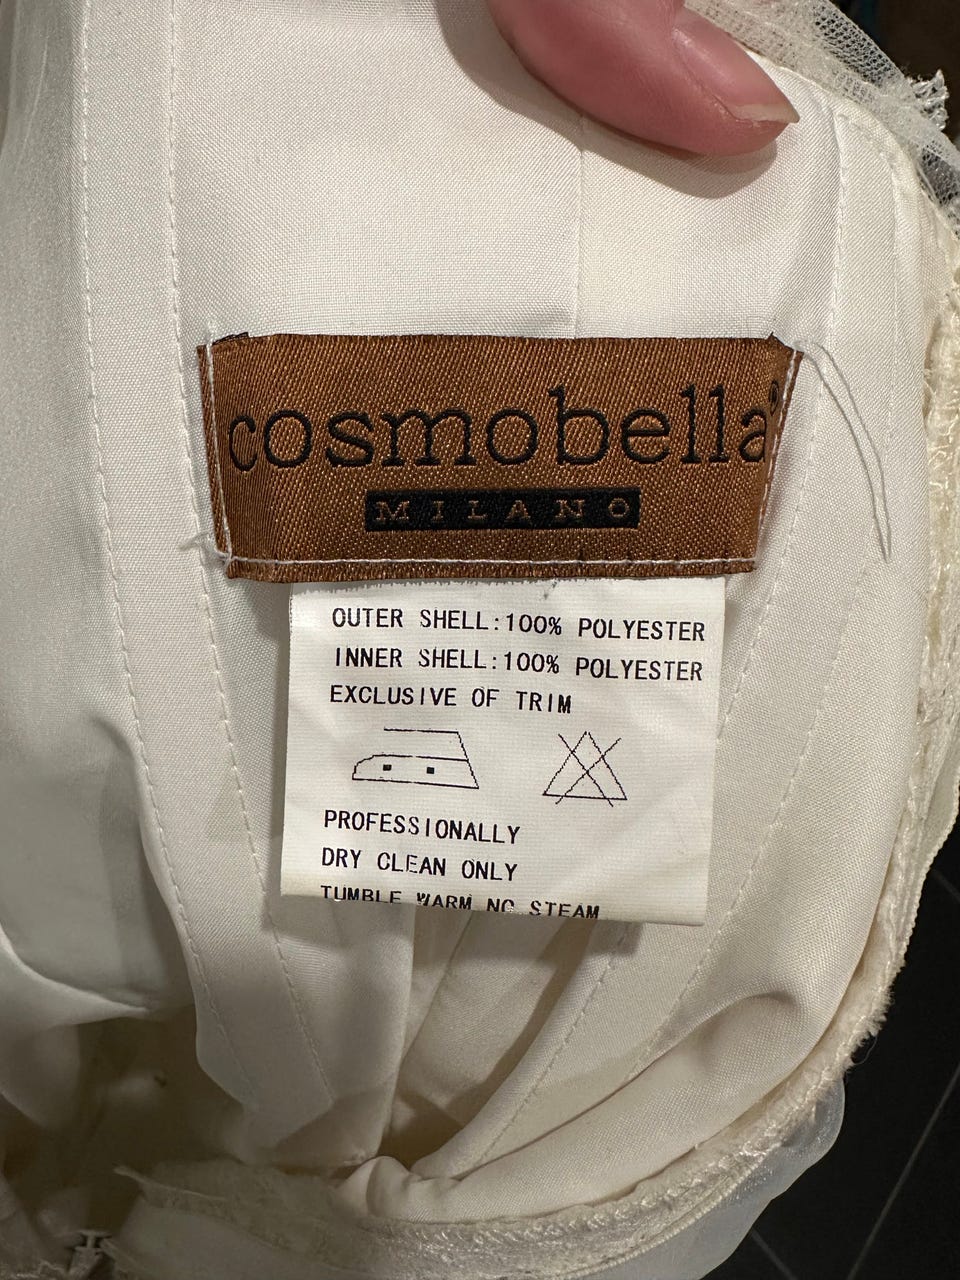 cosmobella®
MILANO
OUTER SHELL:100% POLYESTER
INNER SHELL:100% POLYESTER
EXCLUSIVE OF TRIM
PROFESSIONALLY
DRY CLEAN ONLY
TUMBLE WARM NO STEAM